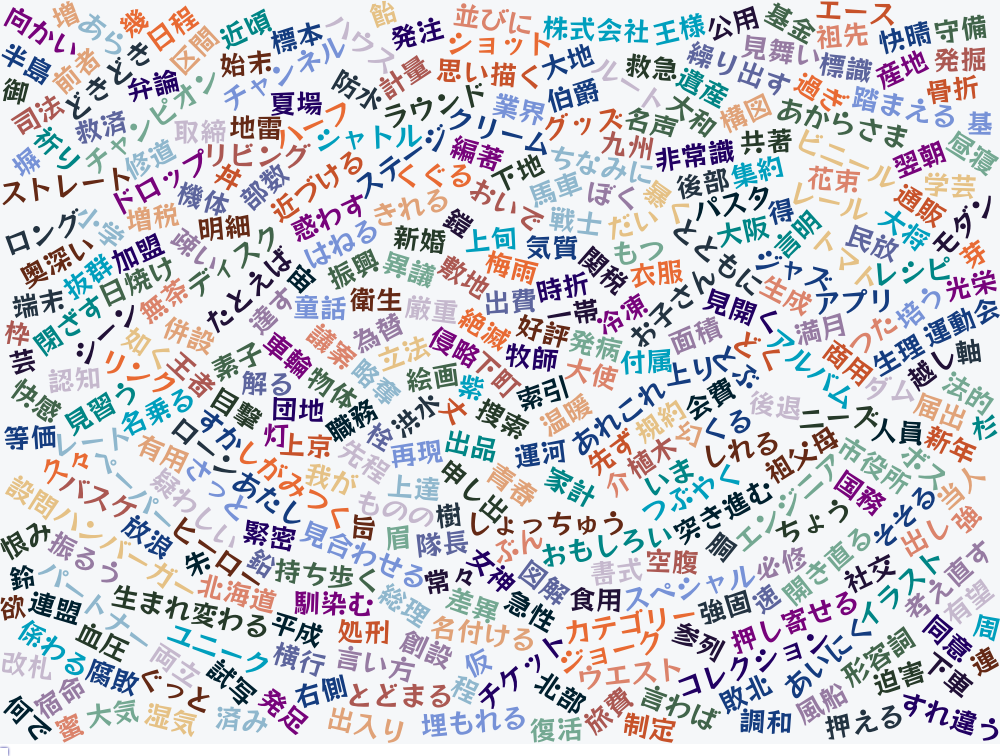 向かい
増
あら
幾
日程
区間
近頃
標本
ハウス
飴
発注
並びに
ショット
株式会社
王様
公用
基金
祖先
エース
快晴
守備
半島
前者
どきどき
弁論
始末
チャンネル
防水
計量
思い描く
大地
ルート
救急
遺産
繰り出す
見舞い
標識
産地
発掘
御
司法
救済
チャンピオン
取締
地雷
夏場
ハーフ
シャトル
ラウンド
業界
伯爵
グッズ
名声
大和
構図
過ぎ
あからさま
踏まえる
骨折
基
塀
祈り
修道
リビング
ステージ
クリーム
編著
下地
ちなみに
九州
非常識
共著
ビニール
翌朝
昼寝
ストレート
ドロップ
機体
丼
部数
近づける
くぐる
おいで
馬車
ぼく
暴く
後部
集約
花束
レール
通販
学芸
モダン
ロング
増税
明細
惑わす
きれる
鎧
戦士
だい
パスタ
大阪
得
言明
民放
大将
芽
奥深い
抜群
加盟
疎い
ディスク
はねる
新婚
上旬
気質
もつ
とともに
ジャズ
トマト
レシピ
光栄
端末
閉ざす
日焼け
無茶
たとえば
宙
振興
異議
敷地
梅雨
関税
衣服
お子さん
生成
アプリ
培う
運動会
枠
芸
シーン
如く
併設
達す
童話
衛生
厳重
出費
時折
一帯
冷凍
見開く
満月
った
生理
軸
快感
認知
リンク
王者
素子
車輪
議案
為替
立法
絶滅
侵略
好評
牧師
発病
付属
面積
どく
アルバム
商用
越し
見習う
名乗る
目撃
解る
物体
略奪
絵画
下町
紫
索引
大使
上り
とぶ
会費
後退
ダム
法的
届出
杉
等価
レート
すかし
団地
職務
夜
洪水
丈
捜索
温暖
あれこれ
規約
くる
ニーズ
人員
新年
久々
ペーパー
有用
ローン
灯
上京
先程
再現
出品
運河
先ず
匂
しれる
祖父母
市役所
ボス
設問
バスケ
疑わしい
さっと
あたし
しがみつく
我が
ものの
上達
申し出
青春
家計
介
植木
いま
つぶやく
エンジニア
国務
当人
恨み
ハンバーガー
放浪
ヒーロー
緊密
見合わせる
旨
眉
樹
しょっちゅう
おもしろい
突き進む
ちょう
そそる
出し
強
鈴
振るう
朱
鉛
持ち歩く
隊長
女神
ぶん
図解
書式
空腹
胴
必修
開き直る
社交
イラスト
考え直す
欲
連盟
パートナー
生まれ変わる
北海道
馴染む
総理
常々
差異
急性
食用
スペシャル
強固
速
押し寄せる
有望
係わる
血圧
ユニーク
平成
処刑
創設
名付ける
カテゴリー
ジョーグ
参列
コレクション
あいにく
同意
周
改札
宿命
腐敗
両立
試写
横行
言い方
仮
チケット
ウエスト
敗北
形容詞
迫害
下車
連
何で
蜜
大気
湿気
ぐっと
済み
発足
右側
とどまる
出入り
程
埋もれる
北部
復活
旅費
言わば
制定
調和
風船
押える
すれ違う